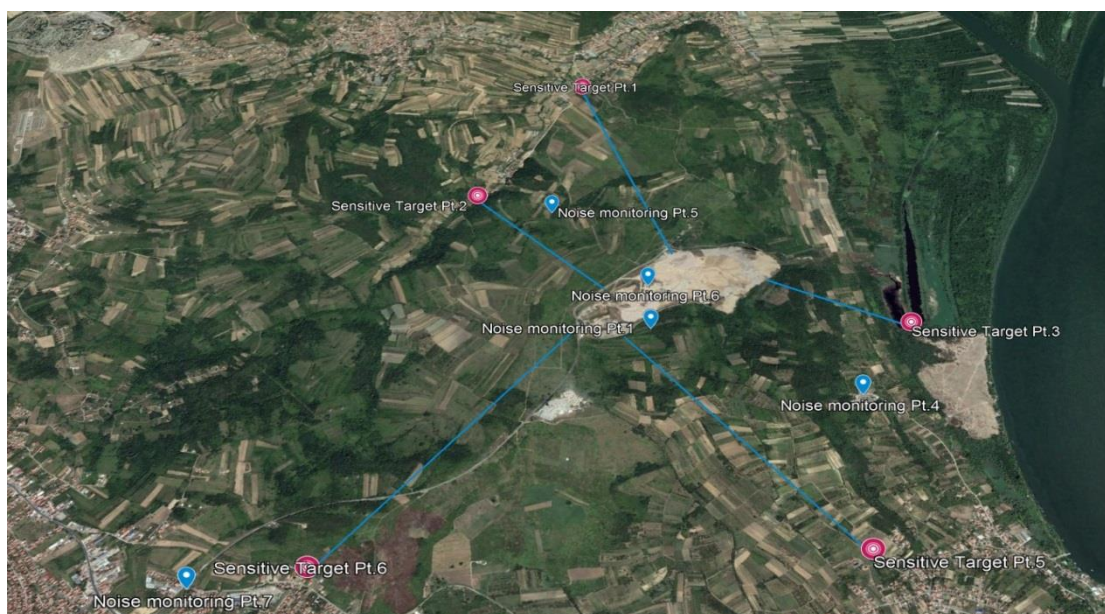 Sensitive Target Pt.1
Sensitive Target Pt.2
Noise monitoring Pt.5
Noise monitoring Pt.6
Noise monitoring Pt.1
Sensitive Target Pt.3
Noise monitoring Pt.4
Sensitive Target Pt.5
Sensitive Target Pt.6
Noise monitoring Pt.7